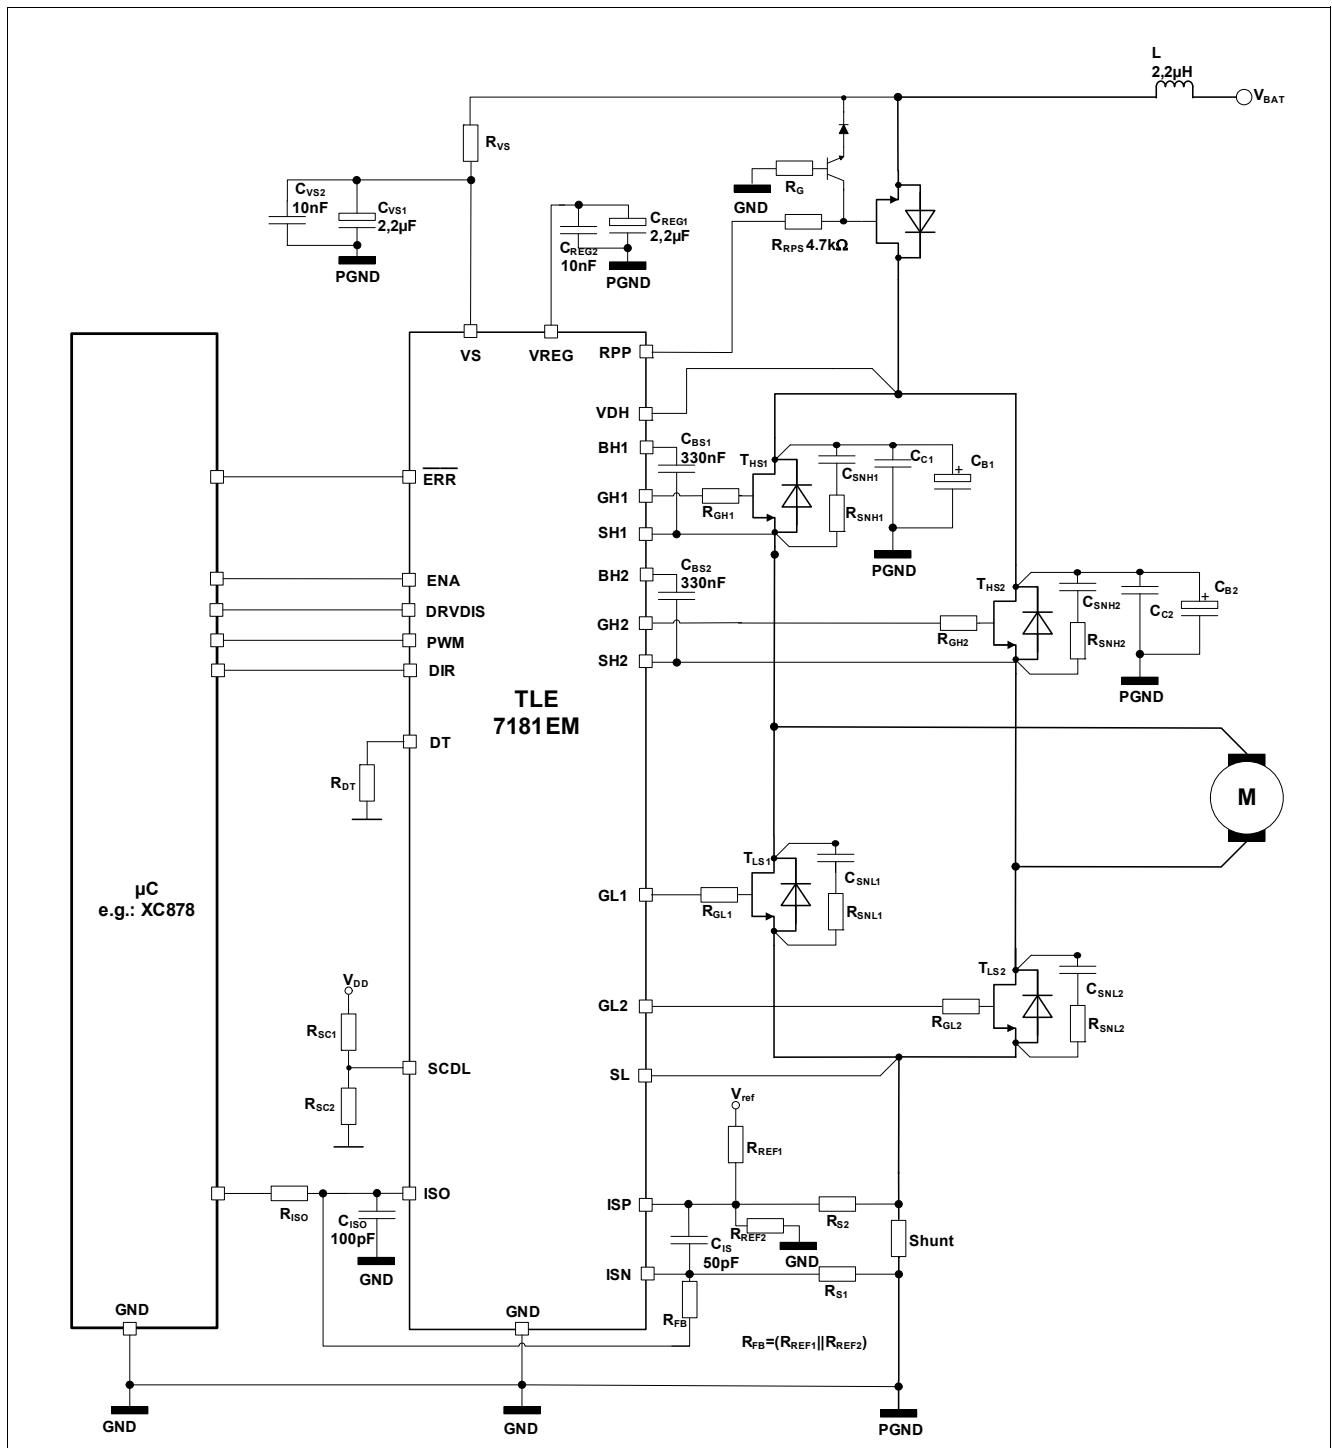 L
2,2µH
V_BAT
R_VS
C_VS2
10nF
C_VS1
2,2µF
PGND
C_REG1
2,2µF
C_REG2
10nF
PGND
GND
R_G
R_RPS 4.7kΩ
VS
VREG
RPP
VDH
BH1
GH1
SH1
BH2
GH2
SH2
GL1
GL2
SL
ISP
ISN
ERR
ENA
DRVDIS
PWM
DIR
DT
SCDL
ISO
GND
TLE
7181EM
µC
e.g.: XC878
GND
C_BS1
330nF
R_GH1
T_HS1
C_SNH1
R_SNH1
C_C1
+
C_B1
PGND
C_BS2
330nF
R_GH2
T_HS2
C_SNH2
R_SNH2
C_C2
+
C_B2
PGND
M
R_DT
T_LS1
R_GL1
C_SNL1
R_SNL1
T_LS2
R_GL2
C_SNL2
R_SNL2
V_DD
R_SC1
R_SC2
V_ref
R_REF1
R_REF2
GND
R_S2
Shunt
R_S1
C_IS
50pF
R_FB
R_ISO
C_ISO
100pF
GND
R_FB=(R_REF1||R_REF2)
GND
GND
PGND